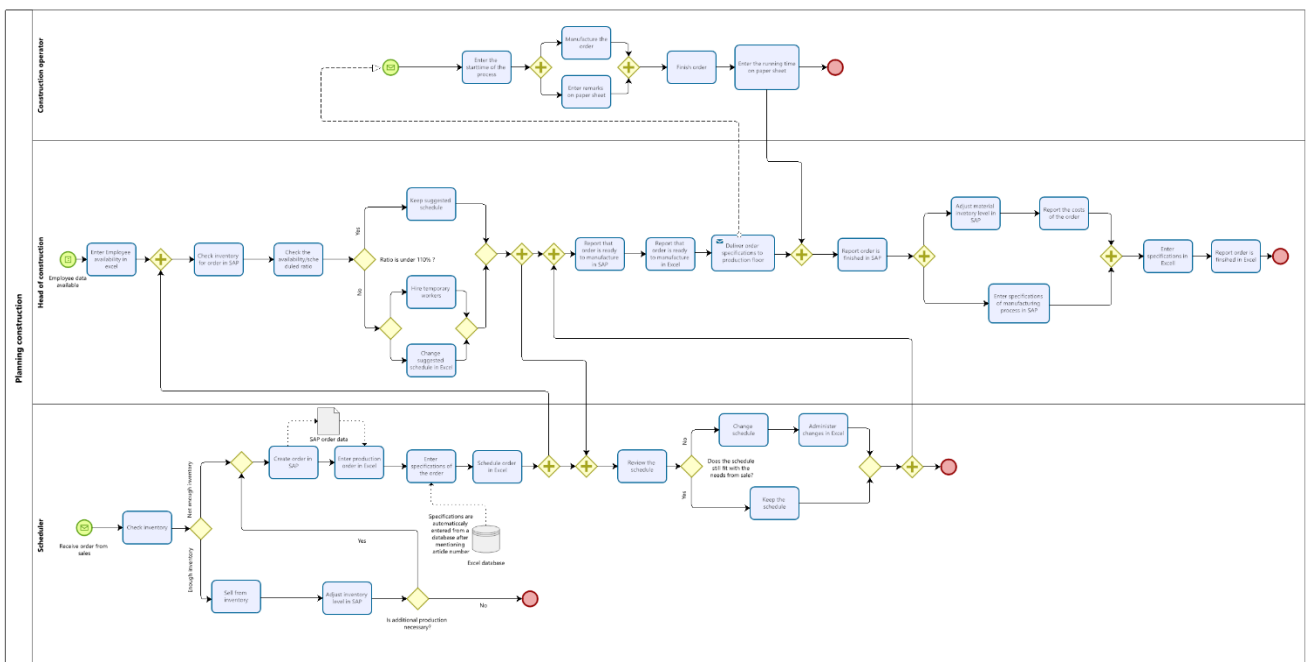 Planning construction
Construction operator
Enter the
starttime of the
process
Manufacture the
order
Enter remarks
on paper sheet
Finish order
Enter the running time
on paper sheet
Head of construction
Employee data
available
Enter Employee
availability in
excel
Check inventory
for order in SAP
Check the
availability/sche
duled ratio
Yes
No
Ratio is under 110% ?
Keep suggested
schedule
Hire temporary
workers
Change
suggested
schedule in Excel
Report that
order is ready
to manufacture
in SAP
Report that
order is ready
to manufacture
in Excel
Deliver order
specifications to
production floor
Report order is
finished in SAP
Adjust material
invetory level in
SAP
Report the costs
of the order
Enter specifications
of manufacturing
process in SAP
Enter
specifications in
Excel
Report order is
finished in Excel
Scheduler
Receive order from
sales
Check inventory
Not enough inventory
Enough inventory
SAP order data
Create order in
SAP
Enter production
order in Excel
Enter
specifications of
the order
Schedule order
in Excel
Specifications are
automatically
entered from a
database after
mentioning
article number
Excel database
Sell from
inventory
Adjust inventory
level in SAP
Yes
No
Is additional production
necessary?
Review the
schedule
No
Yes
Does the schedule
still fit with the
needs from sale?
Change
schedule
Administer
changes in Excel
Keep the
schedule